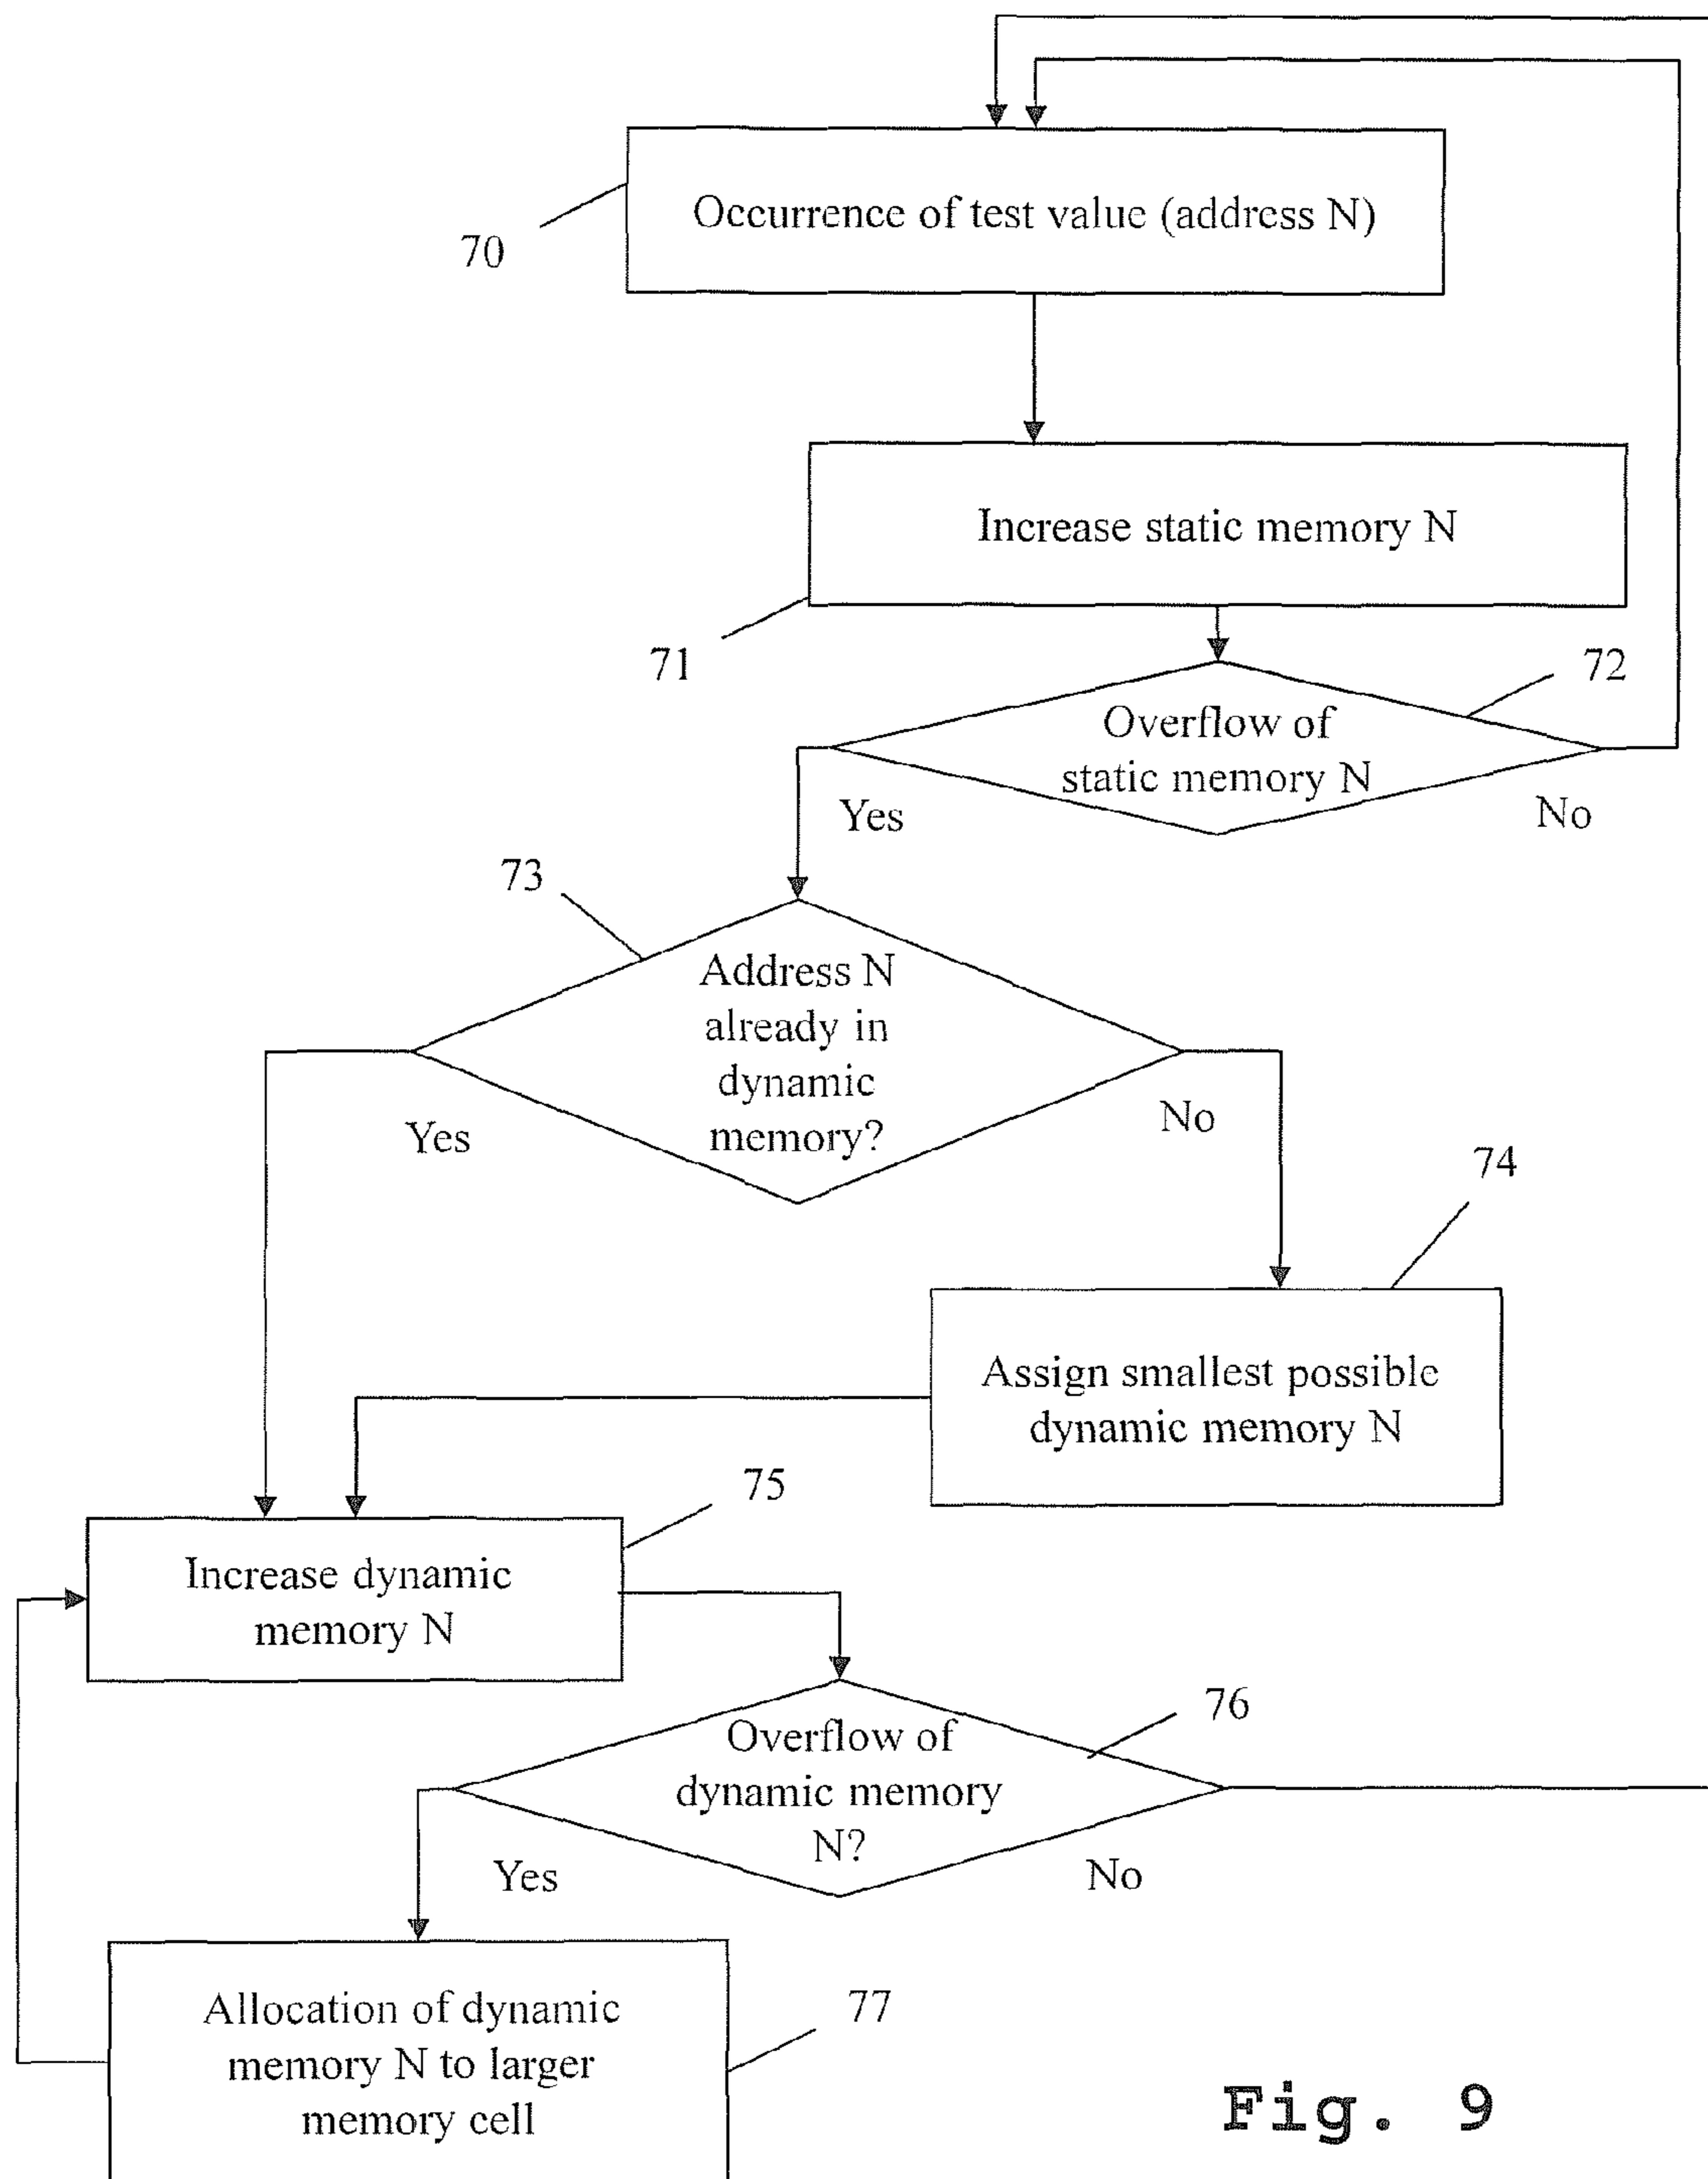 Occurrence of test value (address N)
70
Increase static memory N
71
72
Overflow of
static memory N
Yes
No
73
Address N
already in
dynamic
memory?
Yes
No
74
Assign smallest possible
dynamic memory N
75
Increase dynamic
memory N
76
Overflow of
dynamic memory
N?
Yes
No
Allocation of dynamic
memory N to larger
memory cell
77
Fig. 9